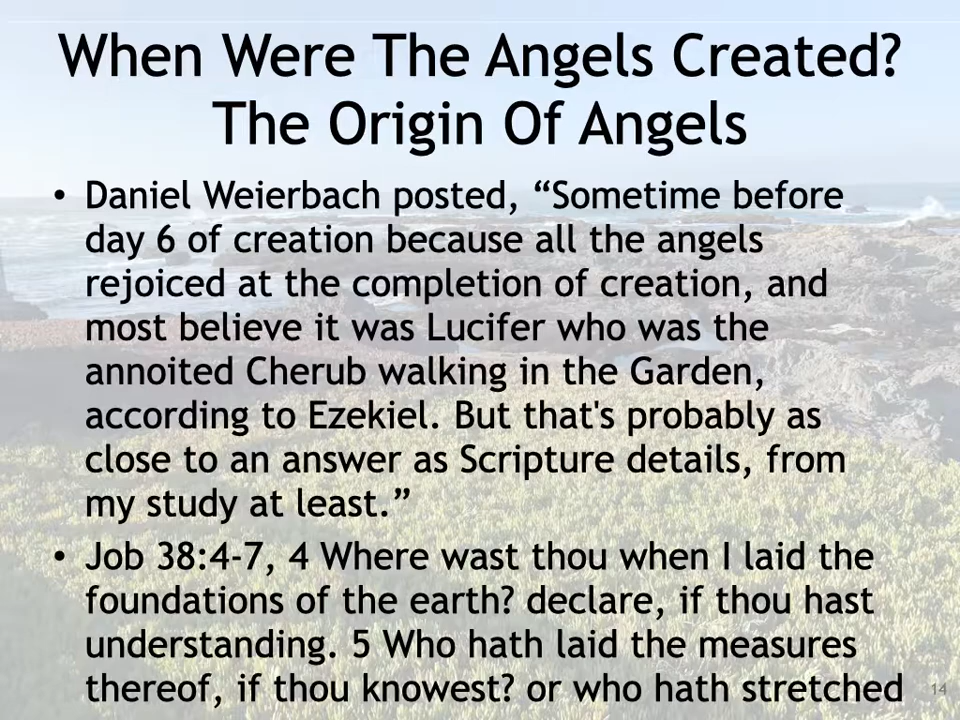 When Were The Angels Created?
The Origin Of Angels
• Daniel Weierbach posted, “Sometime before
day 6 of creation because all the angels
rejoiced at the completion of creation, and
most believe it was Lucifer who was the
annoited Cherub walking in the Garden,
according to Ezekiel. But that's probably as
close to an answer as Scripture details, from
my study at least.”
• Job 38:4-7, 4 Where wast thou when I laid the
foundations of the earth? declare, if thou hast
understanding. 5 Who hath laid the measures
thereof, if thou knowest? or who hath stretched
14